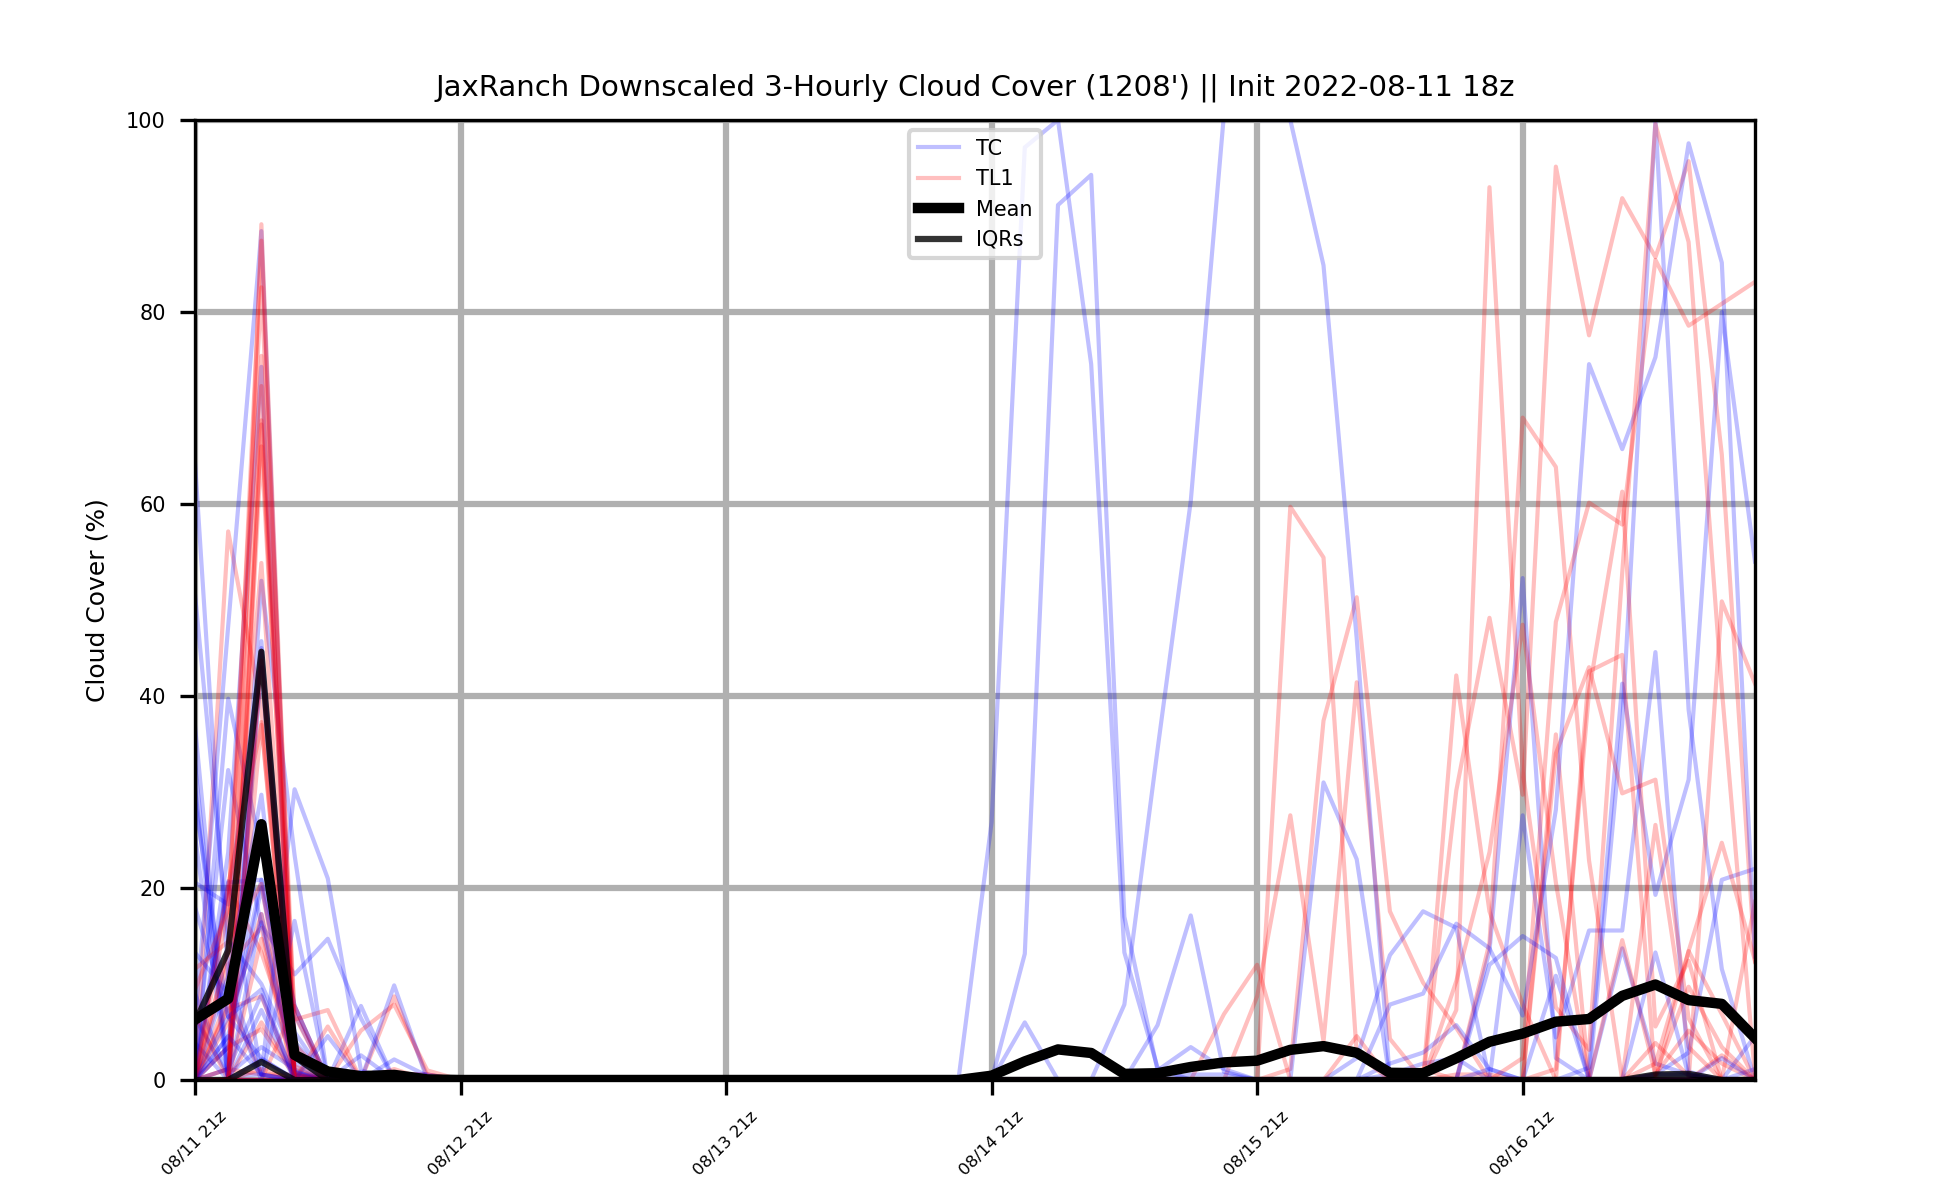 JaxRanch Downscaled 3-Hourly Cloud Cover (1208') || Init 2022-08-11 18z
Cloud Cover (%)
100
80
60
40
20
0
TC
TL1
Mean
IQRs
08/11 21z
08/12 21z
08/13 21z
08/14 21z
08/15 21z
08/16 21z